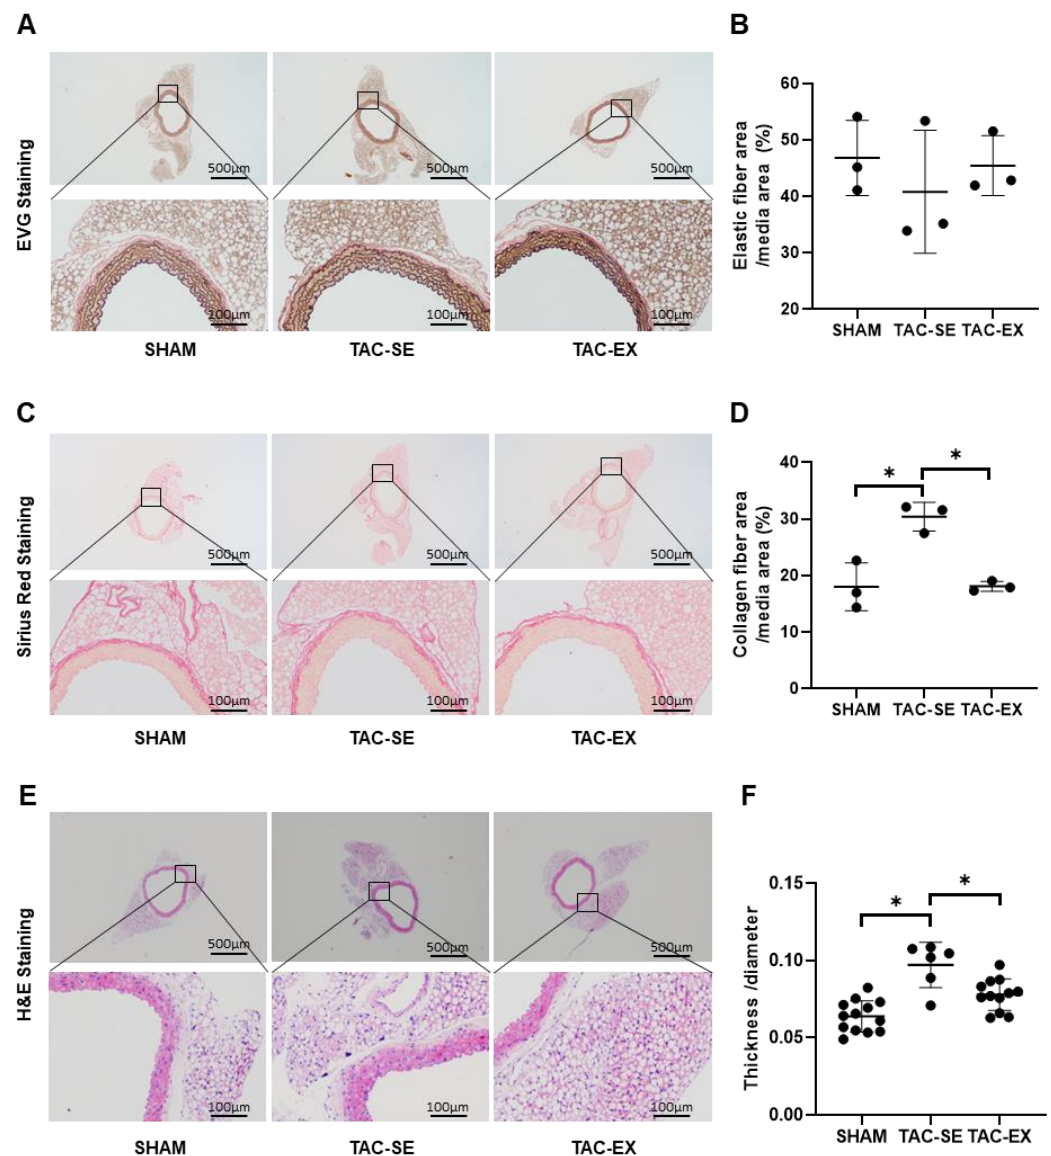 A
EVG Staining
500µm
500µm
500µm
100µm
100µm
100µm
SHAM
TAC-SE
TAC-EX
B
Elastic fiber area
/media area (%)
60
50
40
30
20
SHAM TAC-SE TAC-EX
C
Sirius Red Staining
500µm
500µm
500µm
100µm
100µm
100µm
SHAM
TAC-SE
TAC-EX
D
Collagen fiber area
/media area (%)
40
30
20
10
0
* *
SHAM TAC-SE TAC-EX
E
H&E Staining
500µm
500µm
500µm
100µm
100µm
100µm
SHAM
TAC-SE
TAC-EX
F
Thickness /diameter
0.15
0.10
0.05
0.00
* *
SHAM TAC-SE TAC-EX